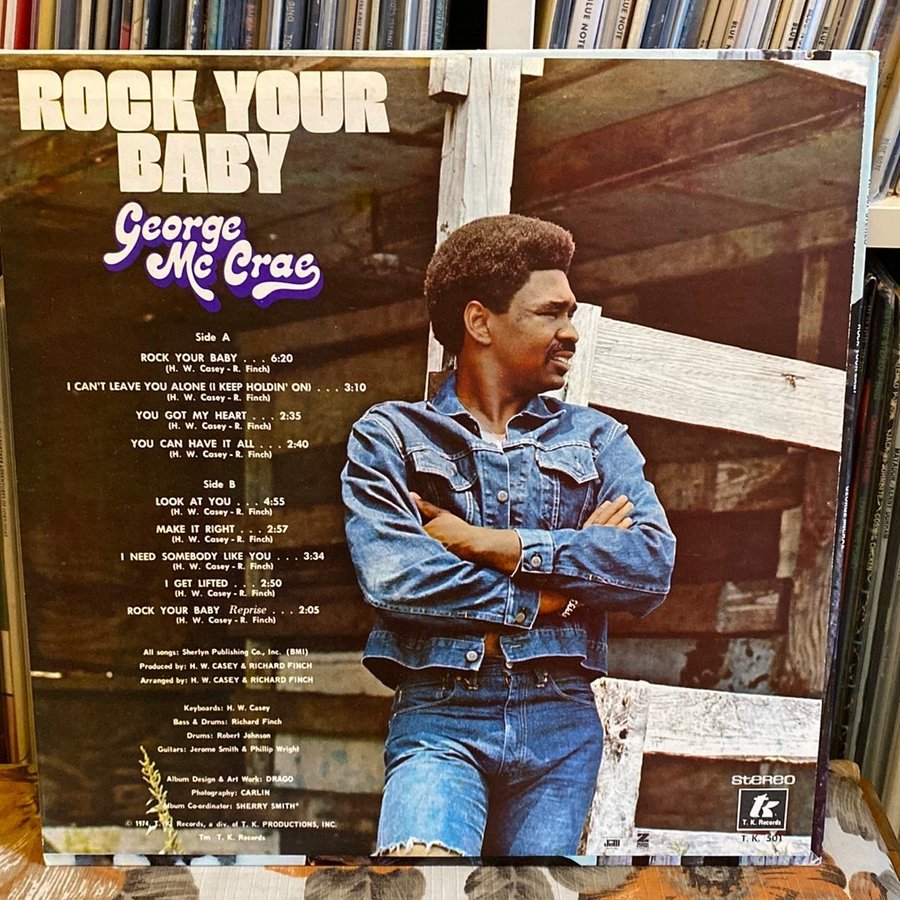 BLUE NOTE
BLUE NOTE
ROCK YOUR
BABY
George
Mc Crae
Side A
ROCK YOUR BABY . . . 6:20
(H. W. Casey - R. Finch)
I CAN'T LEAVE YOU ALONE (I KEEP HOLDIN' ON) . . . 3:10
(H. W. Casey - R. Finch)
YOU GOT MY HEART . . . 2:35
(H. W. Casey - R. Finch)
YOU CAN HAVE IT ALL . . . 2:40
(H. W. Casey - R. Finch)
Side B
LOOK AT YOU . . . 4:55
(H. W. Casey - R. Finch)
MAKE IT RIGHT . . . 2:57
(H. W. Casey - R. Finch)
I NEED SOMEBODY LIKE YOU . . . 3:34
(H. W. Casey - R. Finch)
I GET LIFTED . . . 2:50
(H. W. Casey - R. Finch)
ROCK YOUR BABY Reprise . . . 2:05
(H. W. Casey - R. Finch)
All songs: Sherlyn Publishing Co., Inc. (BMI)
Produced by: H. W. CASEY & RICHARD FINCH
Arranged by: H. W. CASEY & RICHARD FINCH
Keyboards: H. W. Casey
Bass & Drums: Richard Finch
Drums: Robert Johnson
Guitars: Jerome Smith & Phillip Wright
Album Design & Art Work: DRAGO
Photography: CARLIN
Album Co-ordinator: SHERRY SMITH*
© 1974, T. K. Records, a div. of T. K. PRODUCTIONS, INC.
Tm T. K. Records
stereo
tk
T. K. Records
T. K. 501